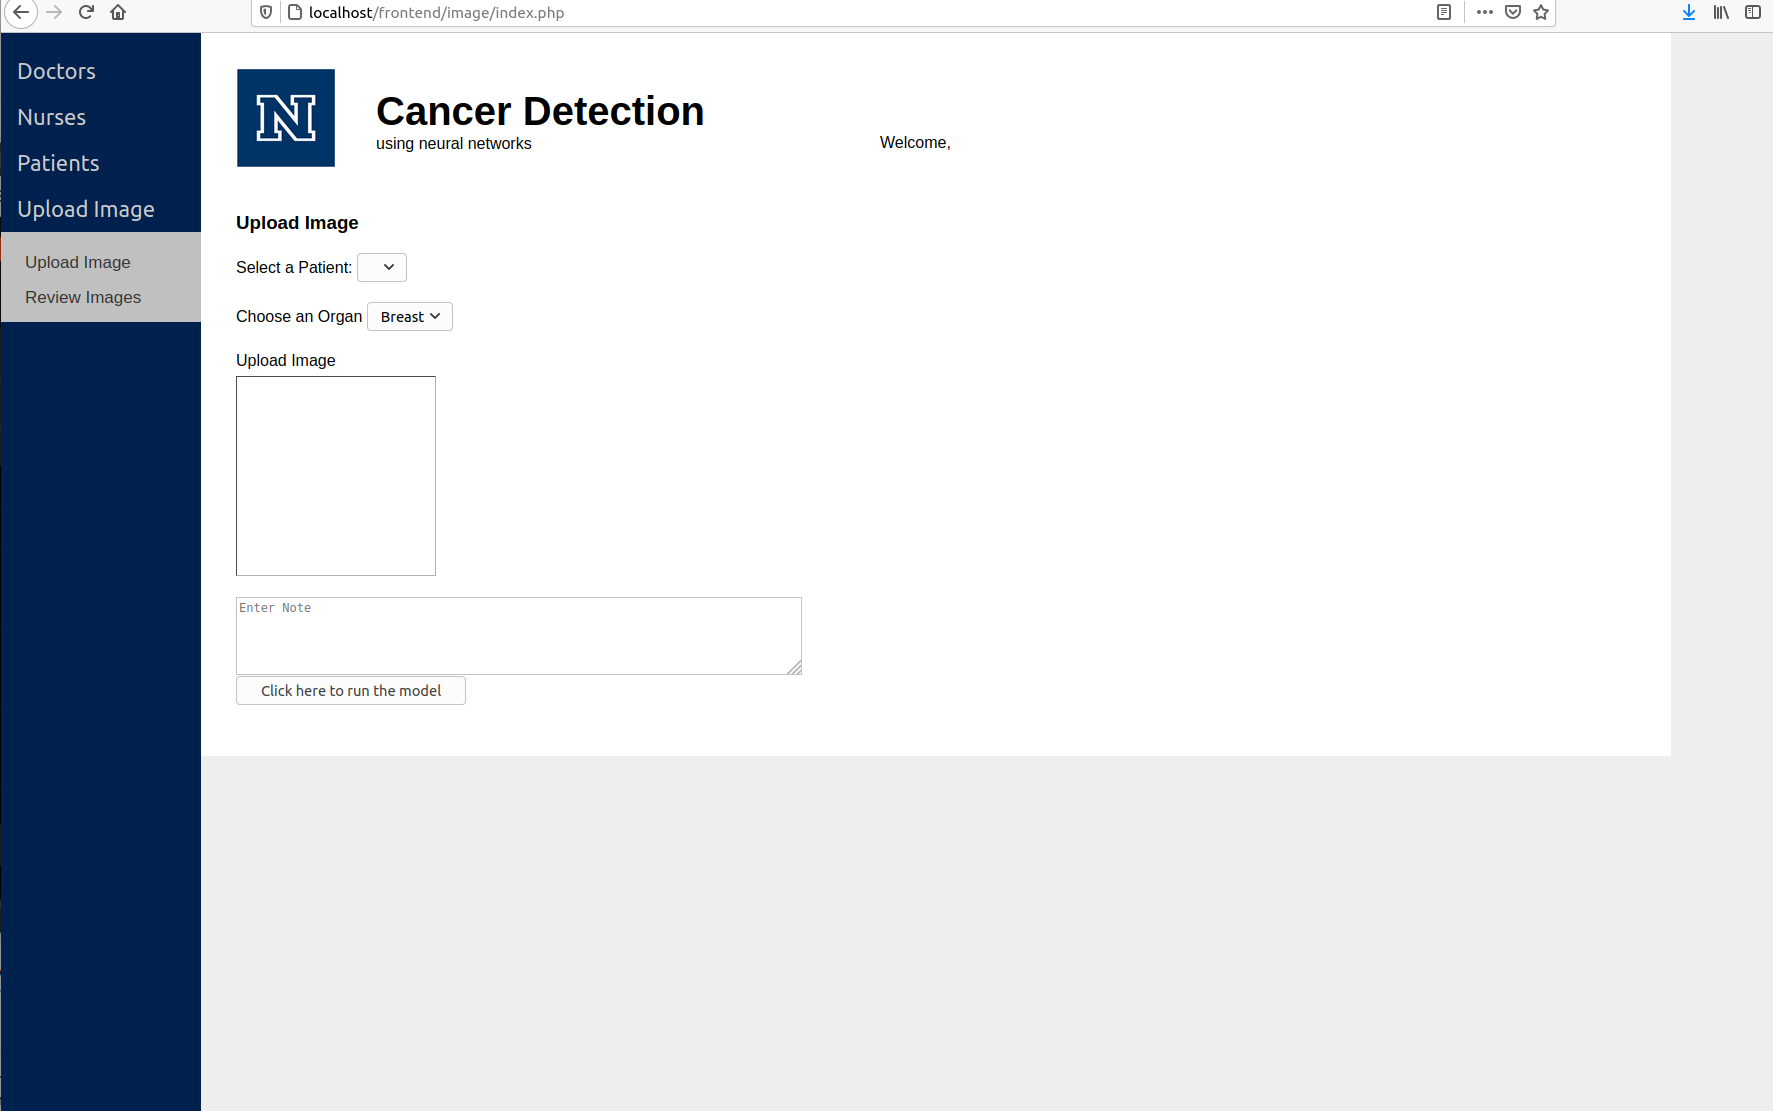 localhost/frontend/image/index.php
Doctors
Nurses
Patients
Upload Image
Upload Image
Review Images
N
Cancer Detection
using neural networks
Welcome,
Upload Image
Select a Patient:
Choose an Organ Breast
Upload Image
Enter Note
Click here to run the model